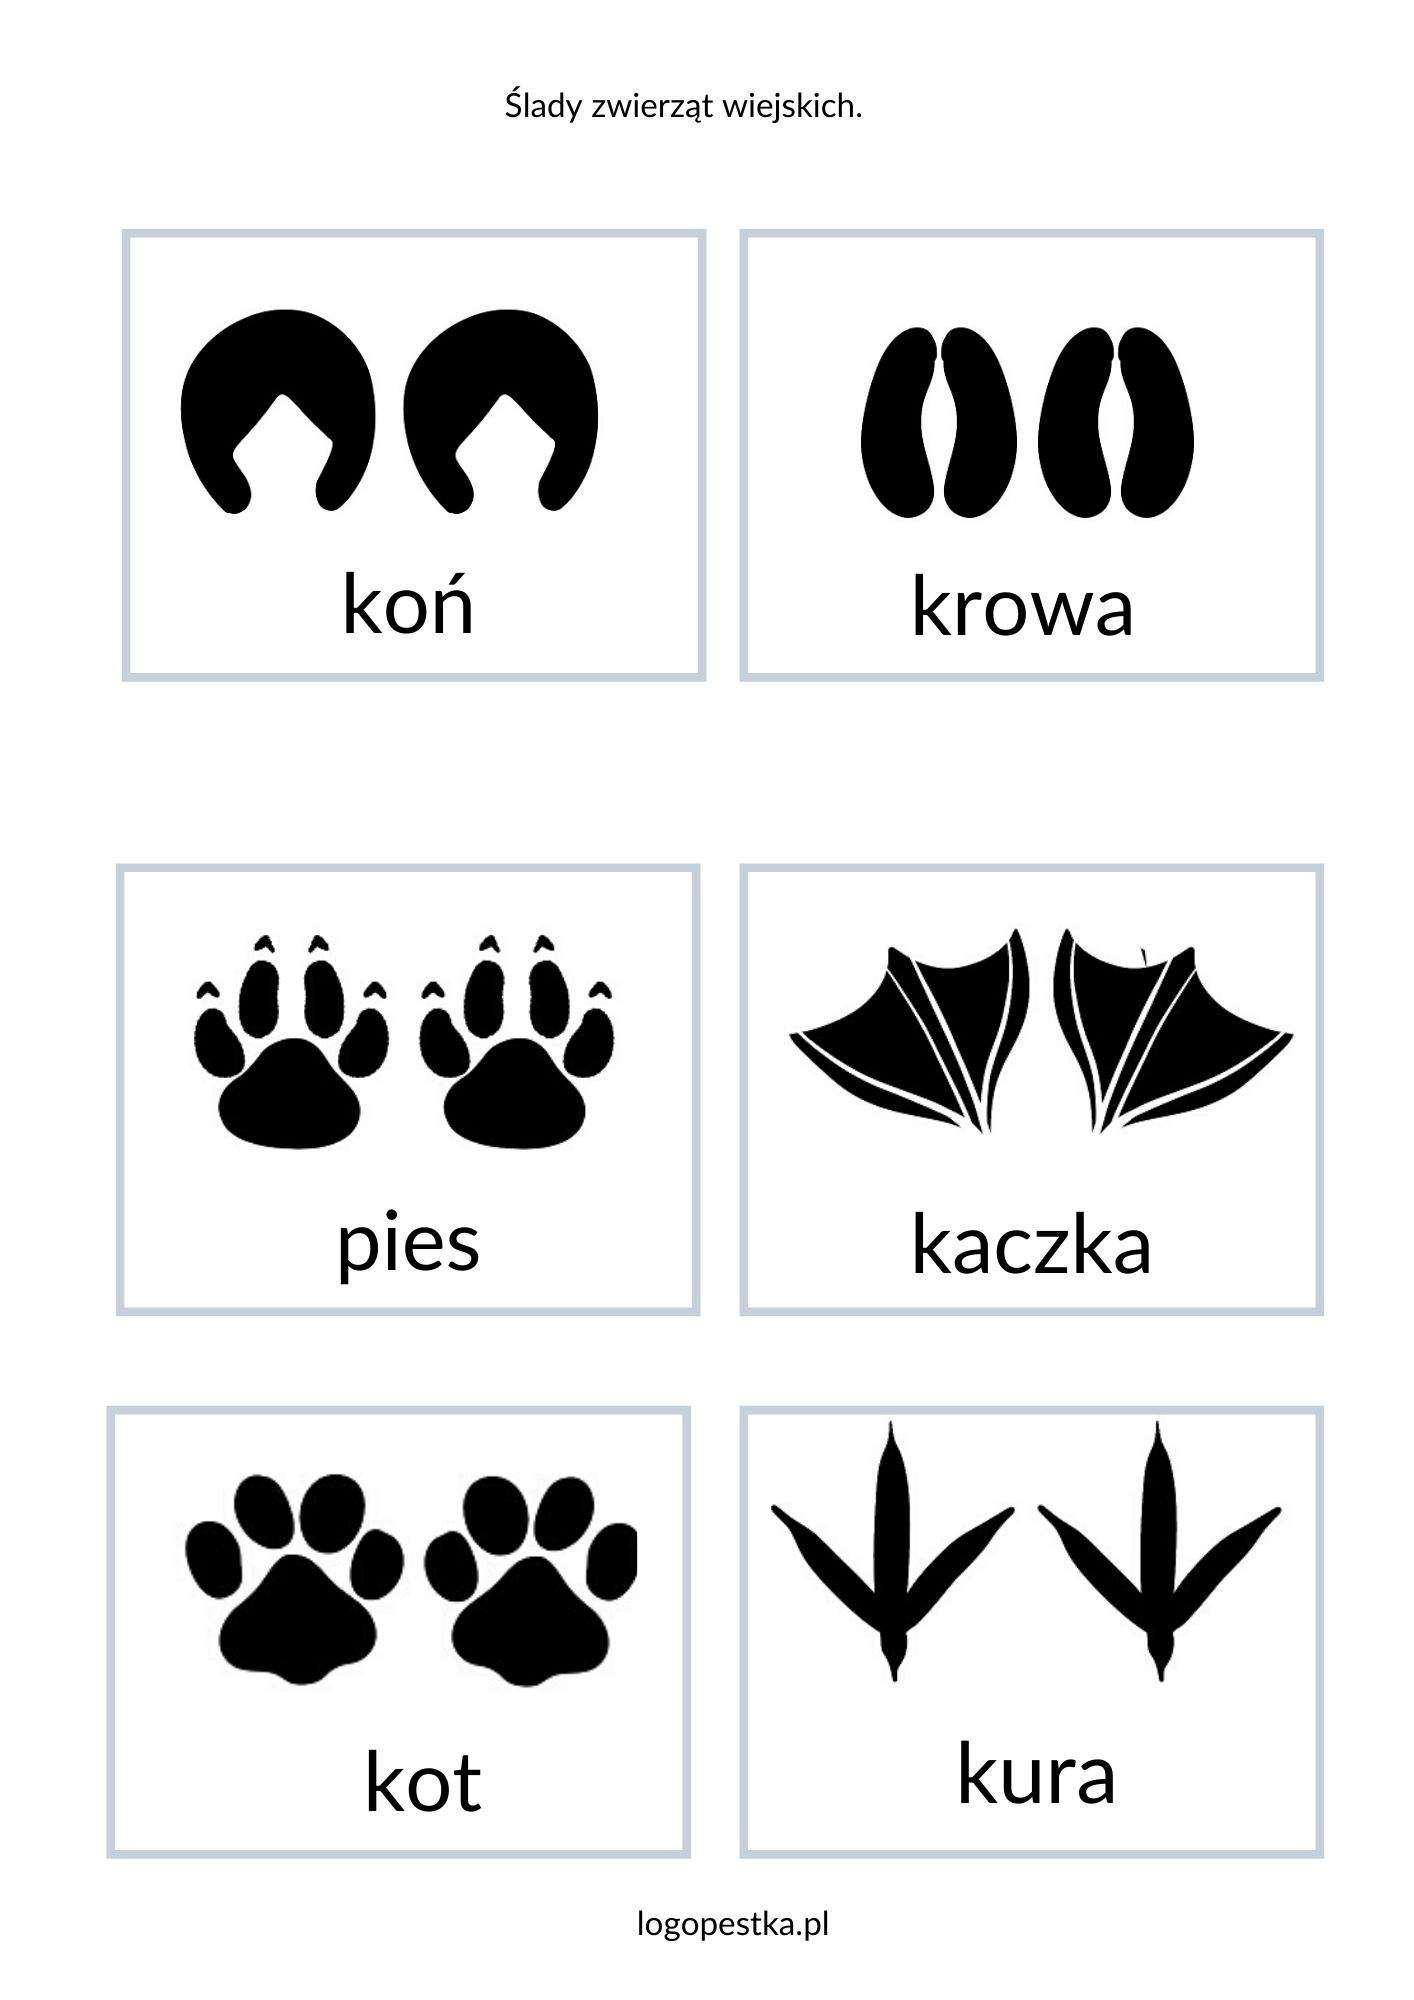 Ślady zwierząt wiejskich.
koń
krowa
pies
kaczka
kot
kura
logopestka.pl